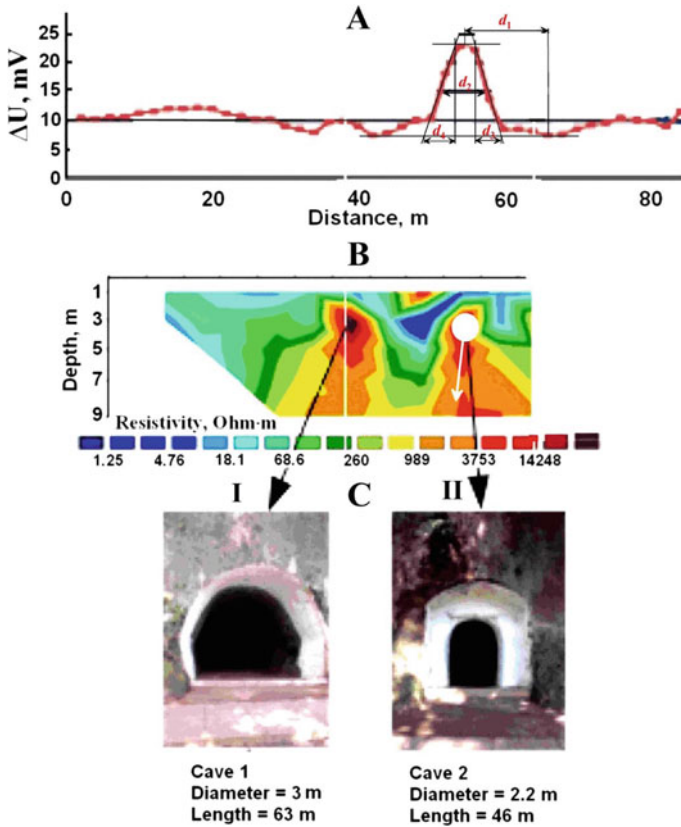 A
ΔU, mV
25
20
15
10
5
0
d₁
d₂
d₄
d₃
0 20 40 60 80
Distance, m
B
Depth, m
1
3
5
7
9
Resistivity, Ohm·m
1.25 4.76 18.1 68.6 260 989 3753 14248
I C II
Cave 1
Diameter = 3 m
Length = 63 m
Cave 2
Diameter = 2.2 m
Length = 46 m